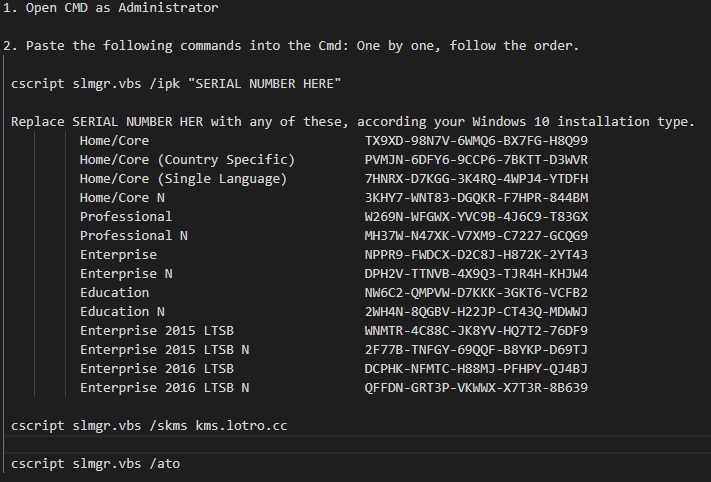 1. Open CMD as Administrator
2. Paste the following commands into the Cmd: One by one, follow the order.
cscript slmgr.vbs /ipk "SERIAL NUMBER HERE"
Replace SERIAL NUMBER HER with any of these, according your Windows 10 installation type.
Home/Core TX9XD-98N7V-6WMQ6-BX7FG-H8Q99
Home/Core (Country Specific) PVMJN-6DFY6-9CCP6-7BKTT-D3WVR
Home/Core (Single Language) 7HNRX-D7KGG-3K4RQ-4WPJ4-YTDFH
Home/Core N 3KHY7-WNT83-DGQKR-F7HPR-844BM
Professional W269N-WFGWX-YVC9B-4J6C9-T83GX
Professional N MH37W-N47XK-V7XM9-C7227-GCQG9
Enterprise NPPR9-FWDCX-D2C8J-H872K-2YT43
Enterprise N DPH2V-TTNVB-4X9Q3-TJR4H-KHJW4
Education NW6C2-QMPVW-D7KKK-3GKT6-VCFB2
Education N 2WH4N-8QGBV-H22JP-CT43Q-MDWWJ
Enterprise 2015 LTSB WNMTR-4C88C-JK8YV-HQ7T2-76DF9
Enterprise 2015 LTSB N 2F77B-TNFGY-69QQF-B8YKP-D69TJ
Enterprise 2016 LTSB DCPHK-NFMTC-H88MJ-PFHPY-QJ4BJ
Enterprise 2016 LTSB N QFFDN-GRT3P-VKWWX-X7T3R-8B639
cscript slmgr.vbs /skms kms.lotro.cc
cscript slmgr.vbs /ato